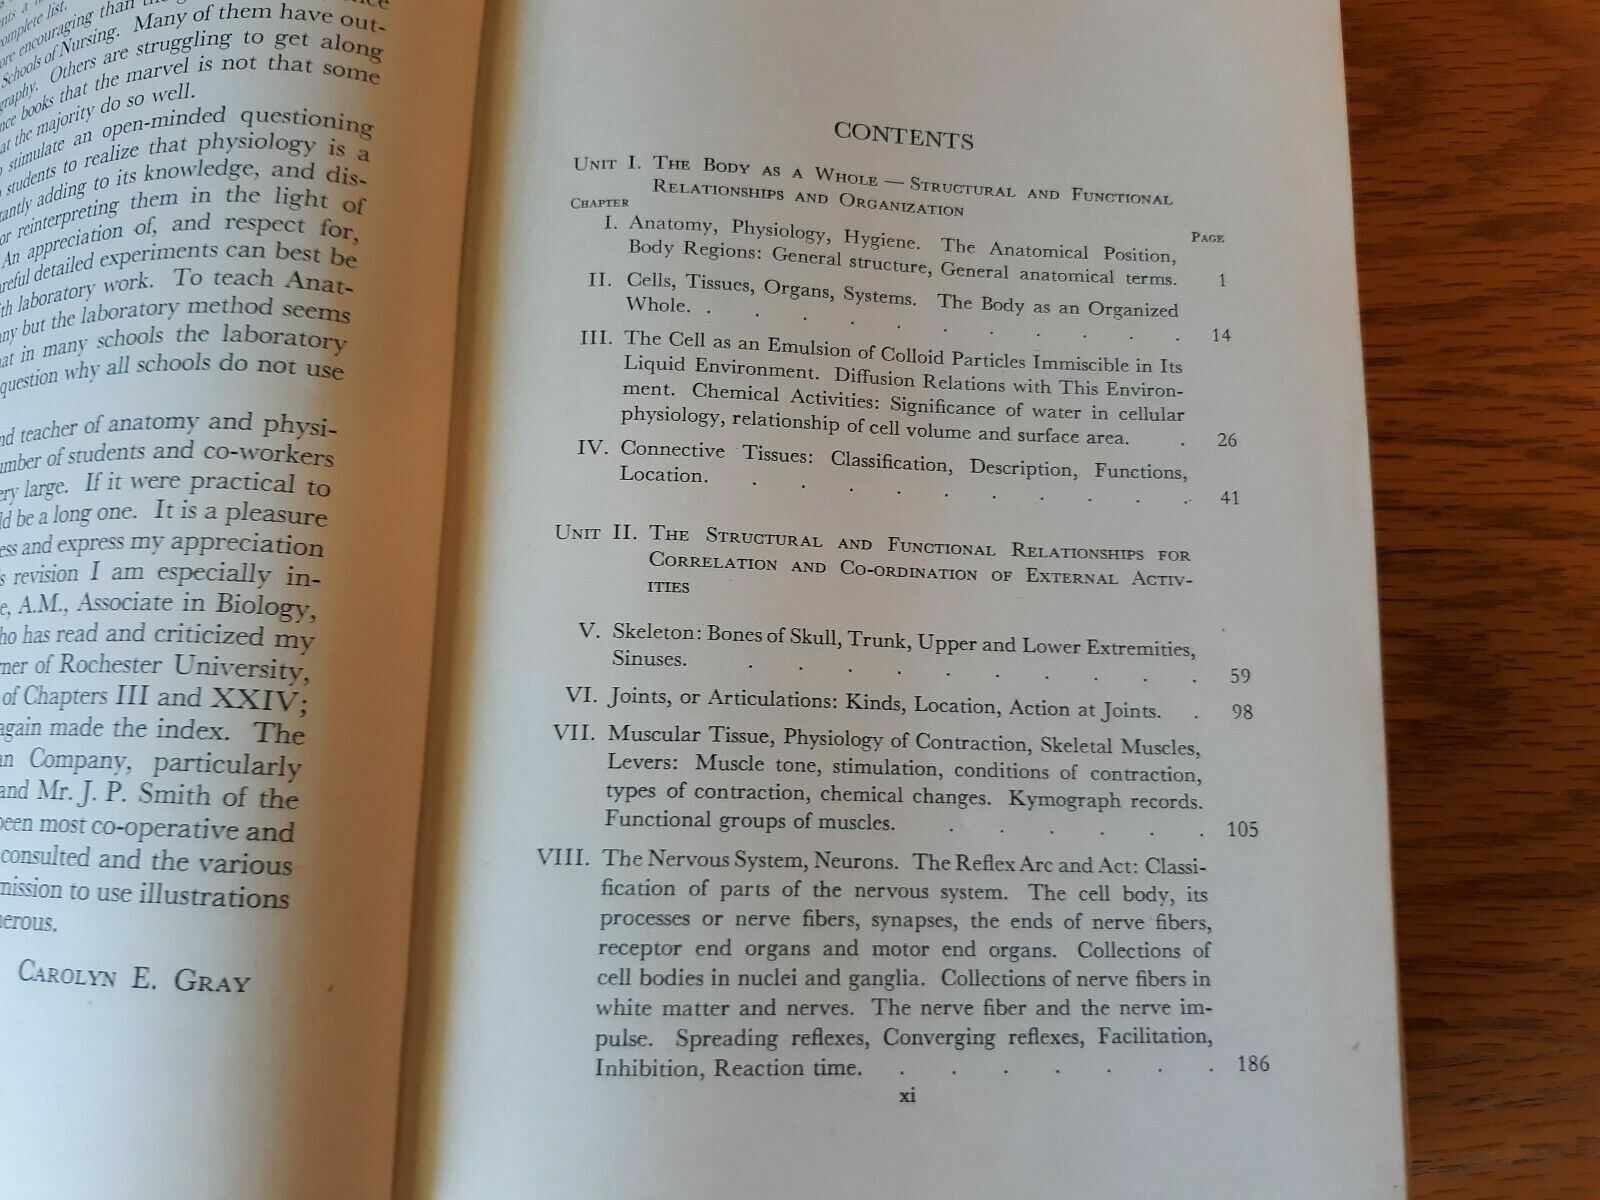 complete list.
encouraging than the
Schools of Nursing. Many of them have out-
graphy. Others are struggling to get along
books that the marvel is not that some
at the majority do so well.
stimulate an open-minded questioning
students to realize that physiology is a
adding to its knowledge, and dis-
or reinterpreting them in the light of
An appreciation of, and respect for,
detailed experiments can best be
laboratory work. To teach Anat-
but the laboratory method seems
at in many schools the laboratory
question why all schools do not use
teacher of anatomy and physi-
umber of students and co-workers
ery large. If it were practical to
ld be a long one. It is a pleasure
ess and express my appreciation
s revision I am especially in-
e, A.M., Associate in Biology,
ho has read and criticized my
ner of Rochester University,
of Chapters III and XXIV;
again made the index. The
an Company, particularly
and Mr. J. P. Smith of the
been most co-operative and
consulted and the various
mission to use illustrations
nerous.
CAROLYN E. GRAY
CONTENTS
UNIT I. THE BODY AS A WHOLE — STRUCTURAL AND FUNCTIONAL
RELATIONSHIPS AND ORGANIZATION
CHAPTER PAGE
I. Anatomy, Physiology, Hygiene. The Anatomical Position,
Body Regions: General structure, General anatomical terms. 1
II. Cells, Tissues, Organs, Systems. The Body as an Organized
Whole. . . . . . . . . . . . 14
III. The Cell as an Emulsion of Colloid Particles Immiscible in Its
Liquid Environment. Diffusion Relations with This Environ-
ment. Chemical Activities: Significance of water in cellular
physiology, relationship of cell volume and surface area. . 26
IV. Connective Tissues: Classification, Description, Functions,
Location. . . . . . . . . . . 41
UNIT II. THE STRUCTURAL AND FUNCTIONAL RELATIONSHIPS FOR
CORRELATION AND CO-ORDINATION OF EXTERNAL ACTIV-
ITIES
V. Skeleton: Bones of Skull, Trunk, Upper and Lower Extremities,
Sinuses. . . . . . . . . . . 59
VI. Joints, or Articulations: Kinds, Location, Action at Joints. . 98
VII. Muscular Tissue, Physiology of Contraction, Skeletal Muscles,
Levers: Muscle tone, stimulation, conditions of contraction,
types of contraction, chemical changes. Kymograph records.
Functional groups of muscles. . . . . . . 105
VIII. The Nervous System, Neurons. The Reflex Arc and Act: Classi-
fication of parts of the nervous system. The cell body, its
processes or nerve fibers, synapses, the ends of nerve fibers,
receptor end organs and motor end organs. Collections of
cell bodies in nuclei and ganglia. Collections of nerve fibers in
white matter and nerves. The nerve fiber and the nerve im-
pulse. Spreading reflexes, Converging reflexes, Facilitation,
Inhibition, Reaction time. . . . . . . . 186
xi